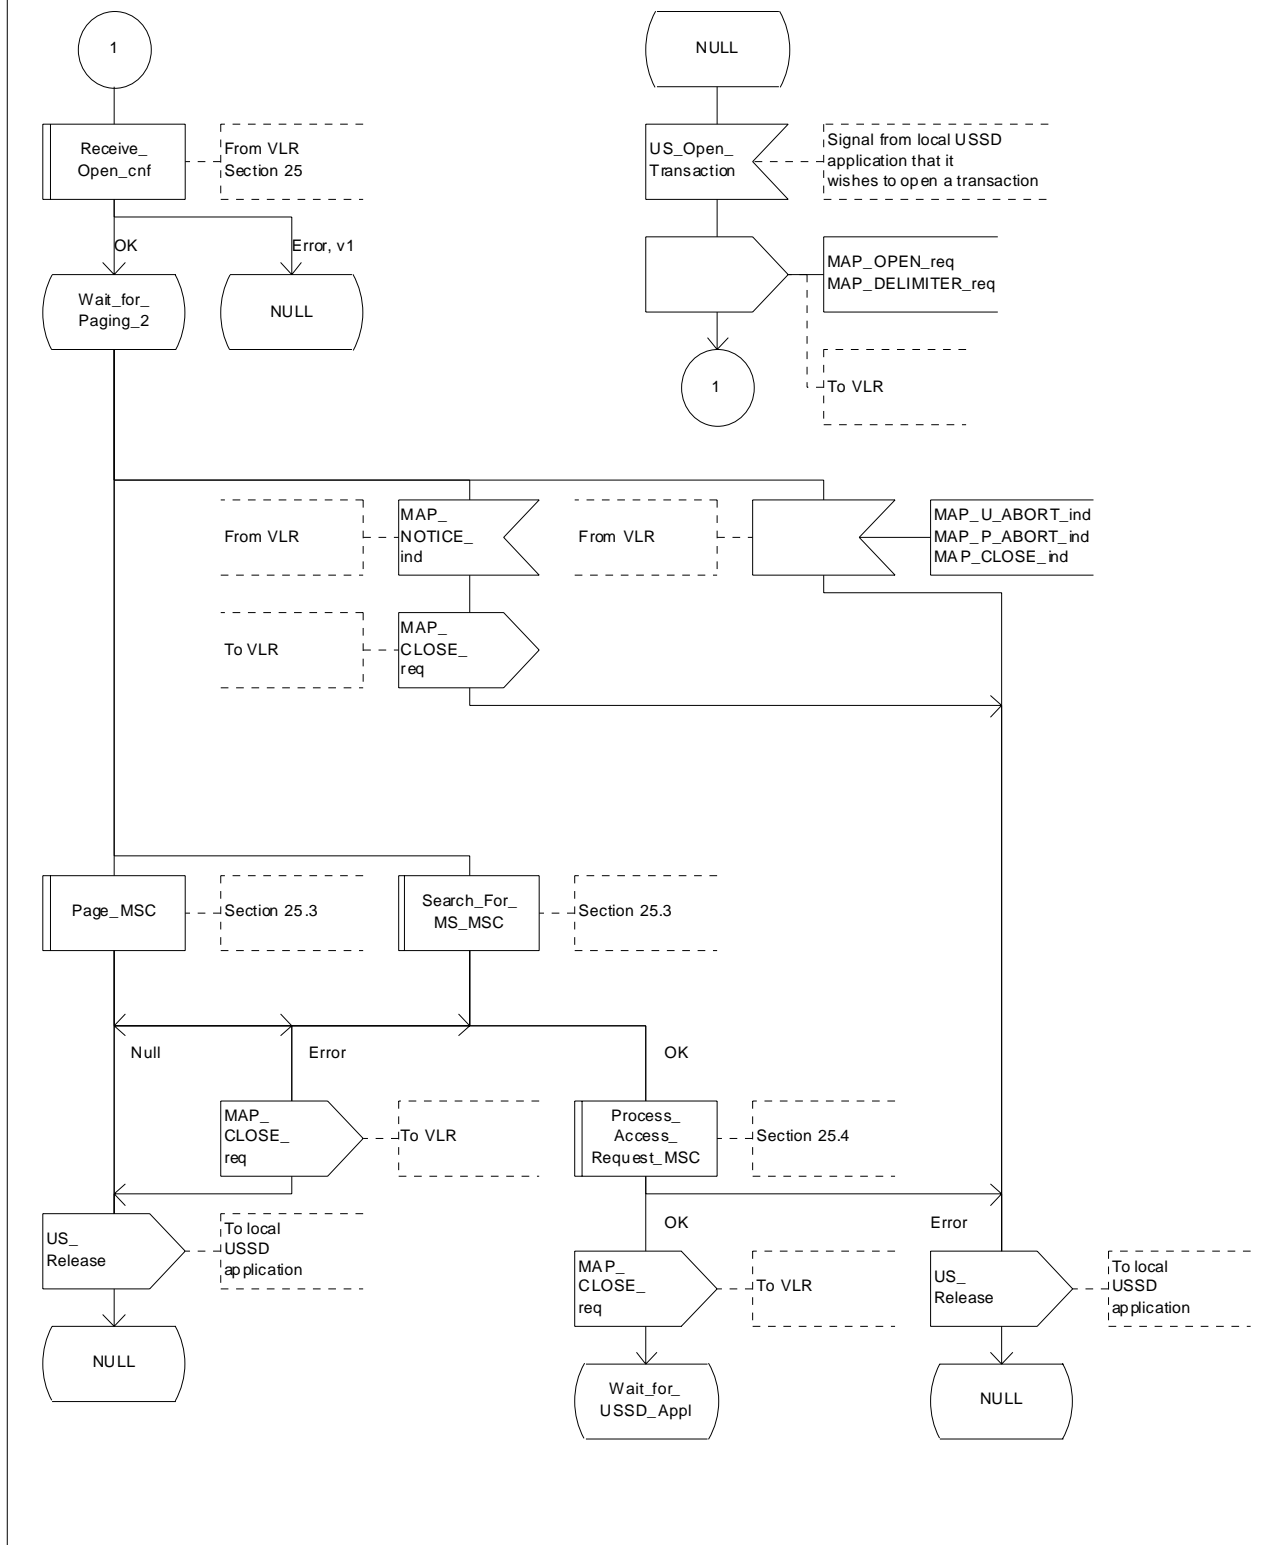 1
NULL
Receive_
Open_cnf
From VLR
Section 25
US_Open_
Transaction
Signal from local USSD
application that it
wishes to open a transaction
OK
Error, v1
MAP_OPEN_req
MAP_DELIMITER_req
Wait_for_
Paging_2
NULL
1
To VLR
From VLR
MAP_
NOTICE_
ind
From VLR
MAP_U_ABORT_ind
MAP_P_ABORT_ind
MAP_CLOSE_ind
To VLR
MAP_
CLOSE_
req
Page_MSC
Section 25.3
Search_For_
MS_MSC
Section 25.3
Null
Error
OK
MAP_
CLOSE_
req
To VLR
Process_
Access_
Request_MSC
Section 25.4
US_
Release
To local
USSD
application
OK
Error
MAP_
CLOSE_
req
To VLR
US_
Release
To local
USSD
application
NULL
Wait_for_
USSD_Appl
NULL